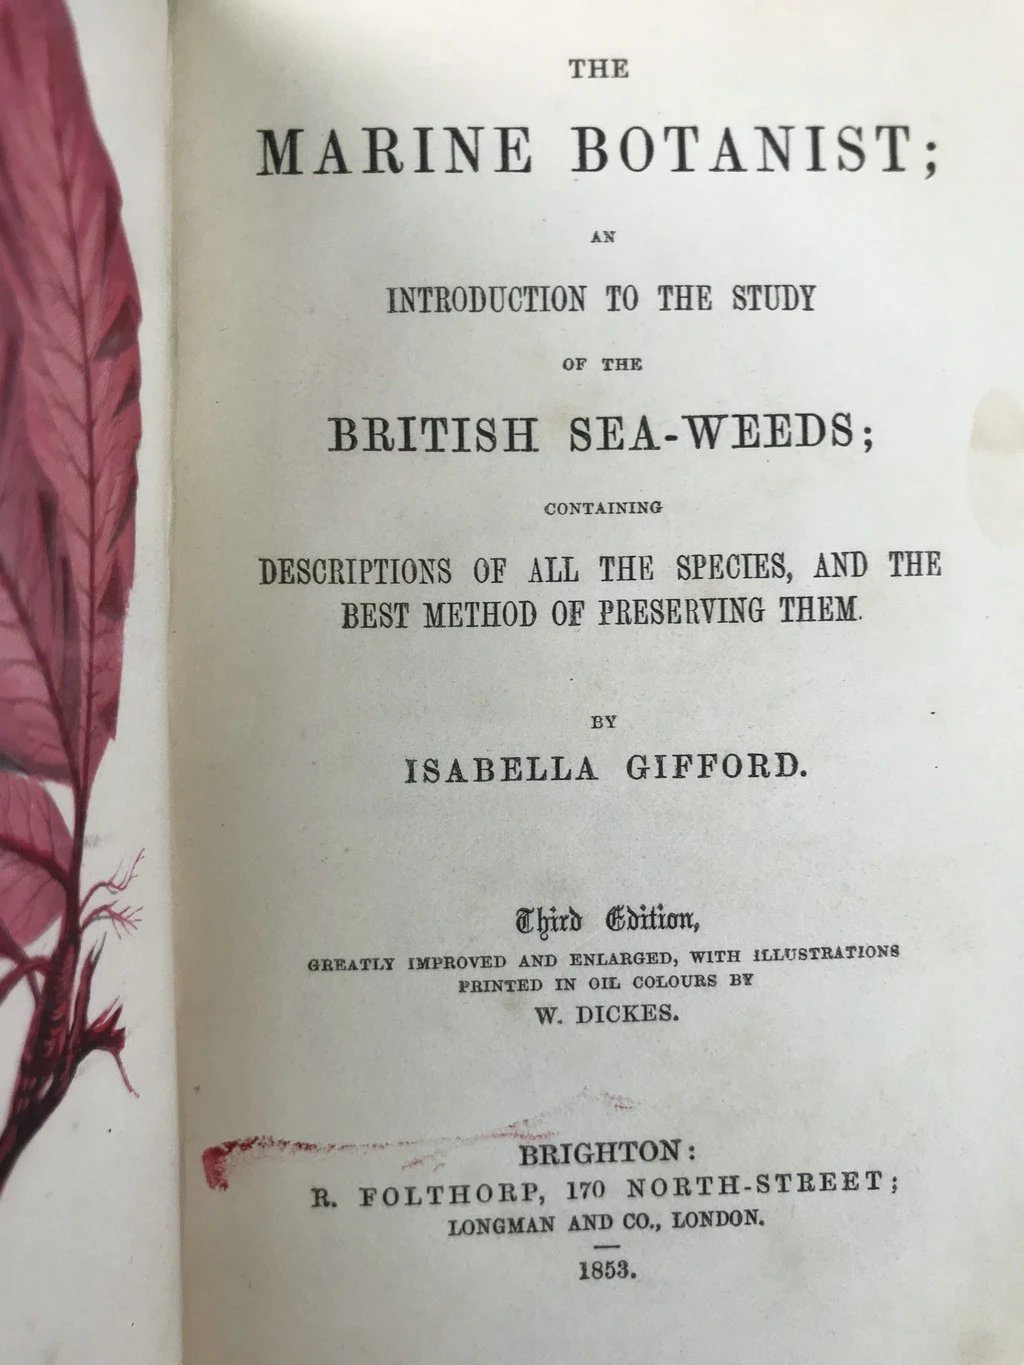 THE
MARINE BOTANIST;
AN
INTRODUCTION TO THE STUDY
OF THE
BRITISH SEA-WEEDS;
CONTAINING
DESCRIPTIONS OF ALL THE SPECIES, AND THE
BEST METHOD OF PRESERVING THEM.
BY
ISABELLA GIFFORD.
Third Edition,
GREATLY IMPROVED AND ENLARGED, WITH ILLUSTRATIONS
PRINTED IN OIL COLOURS BY
W. DICKES.
BRIGHTON:
R. FOLTHORP, 170 NORTH-STREET;
LONGMAN AND CO., LONDON.
1853.